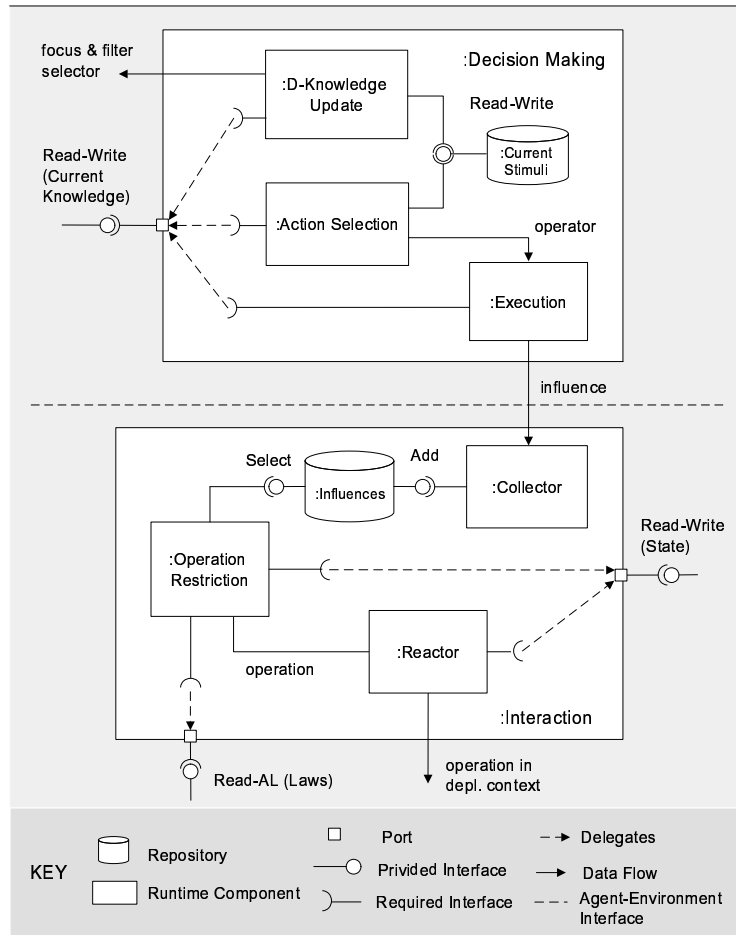 focus & filter
selector
:Decision Making
:D-Knowledge
Update
Read-Write
:Current
Stimuli
Read-Write
(Current
Knowledge)
:Action Selection
operator
:Execution
influence
Select
Add
:Influences
:Collector
Read-Write
(State)
:Operation
Restriction
operation
:Reactor
:Interaction
Read-AL (Laws)
operation in
depl. context
KEY
Repository
Runtime Component
Port
Privided Interface
Required Interface
Delegates
Data Flow
Agent-Environment
Interface